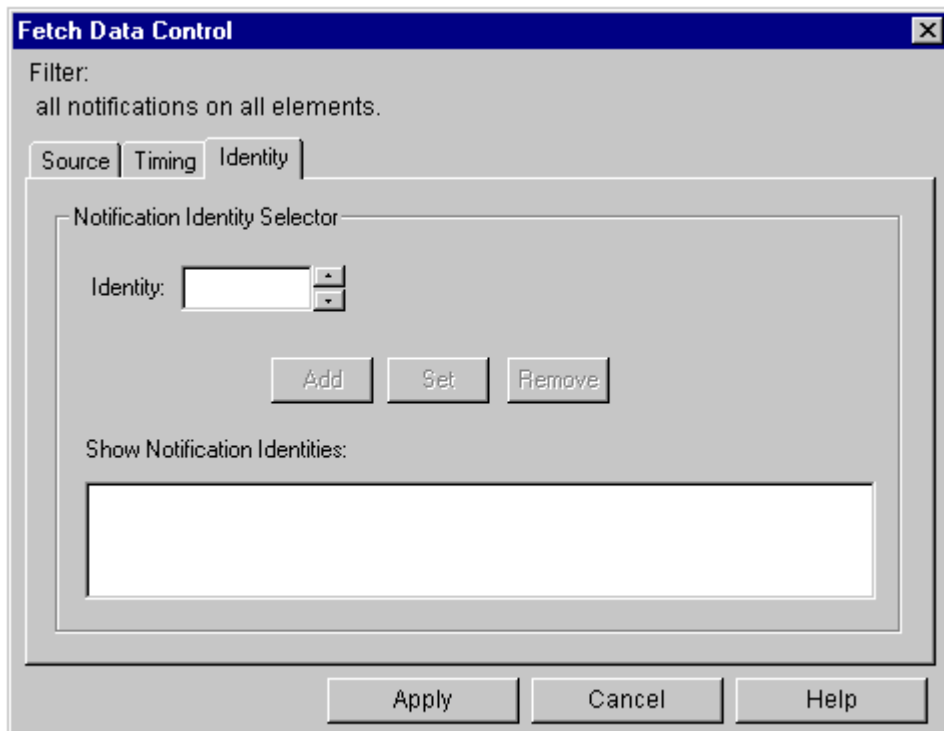 Fetch Data Control
Filter:
all notifications on all elements.
Source Timing Identity
Notification Identity Selector
Identity:
Add Set Remove
Show Notification Identities:
Apply Cancel Help